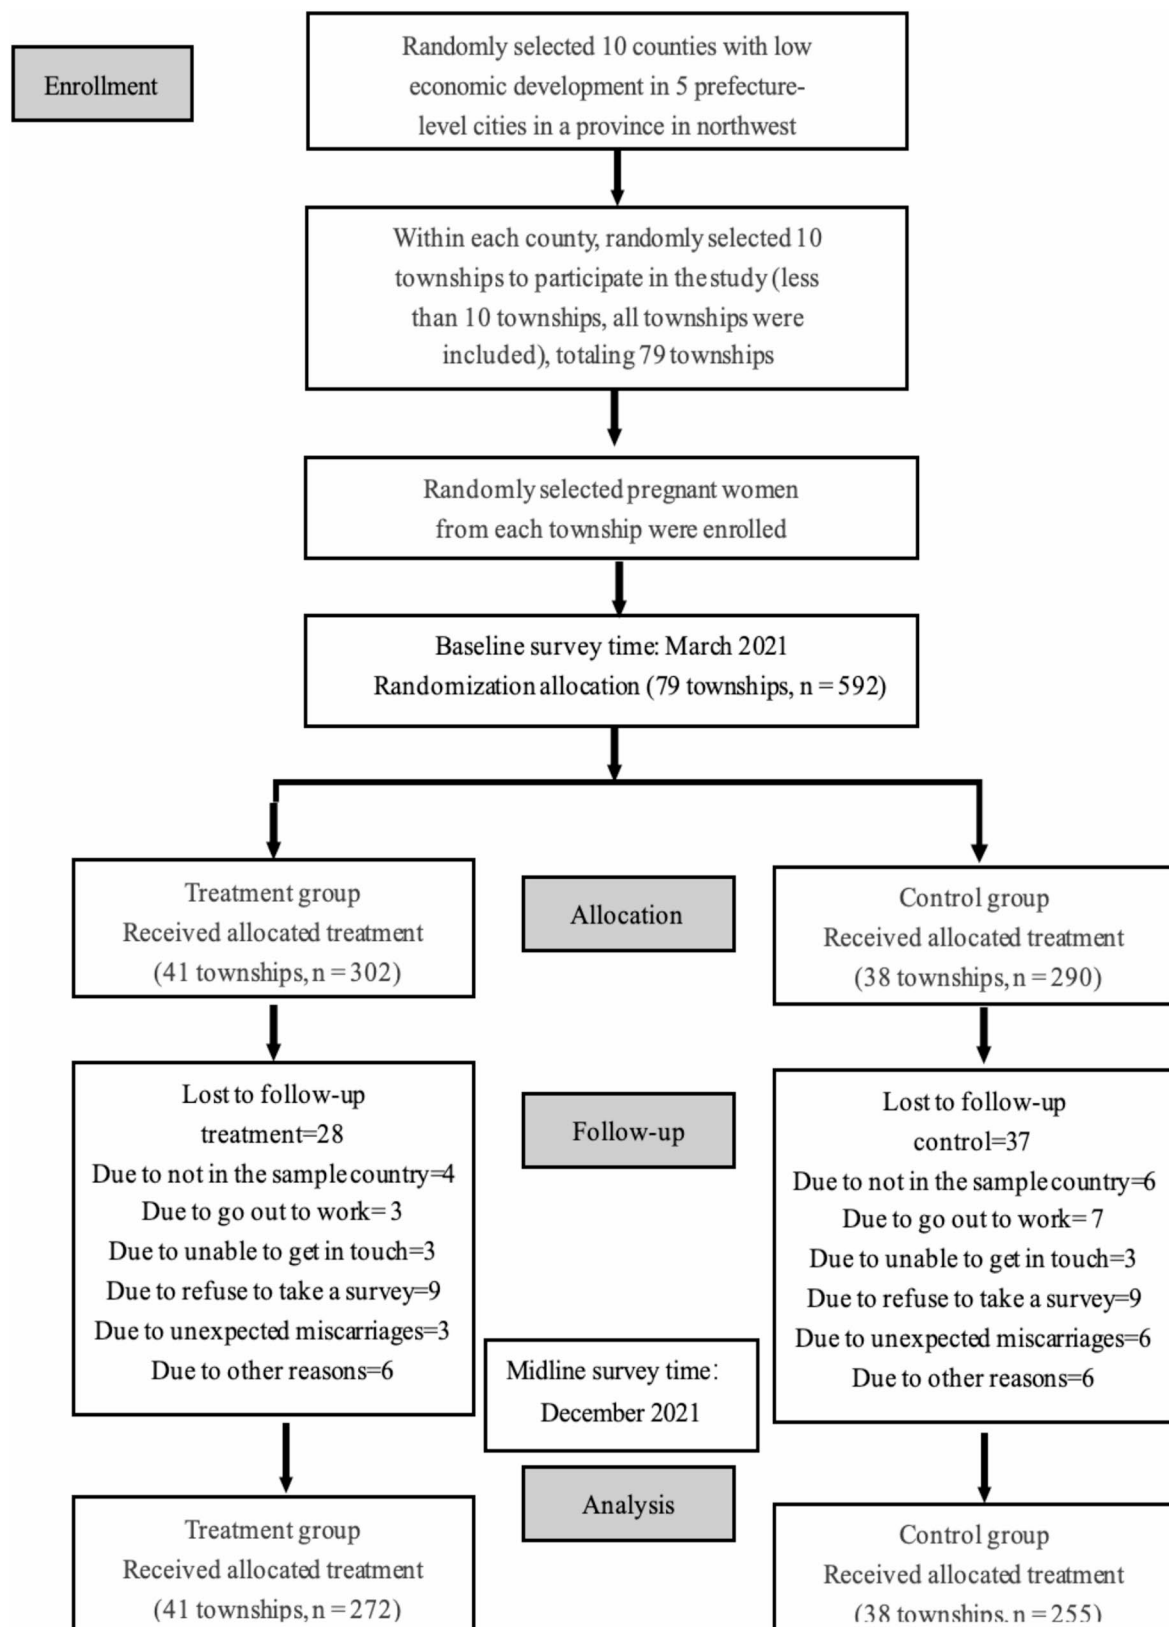 Enrollment
Randomly selected 10 counties with low
economic development in 5 prefecture-
level cities in a province in northwest
Within each county, randomly selected 10
townships to participate in the study (less
than 10 townships, all townships were
included), totaling 79 townships
Randomly selected pregnant women
from each township were enrolled
Baseline survey time: March 2021
Randomization allocation (79 townships, n = 592)
Treatment group
Received allocated treatment
(41 townships, n = 302)
Allocation
Control group
Received allocated treatment
(38 townships, n = 290)
Lost to follow-up
treatment=28
Due to not in the sample country=4
Due to go out to work= 3
Due to unable to get in touch=3
Due to refuse to take a survey=9
Due to unexpected miscarriages=3
Due to other reasons=6
Follow-up
Lost to follow-up
control=37
Due to not in the sample country=6
Due to go out to work= 7
Due to unable to get in touch=3
Due to refuse to take a survey=9
Due to unexpected miscarriages=6
Due to other reasons=6
Midline survey time:
December 2021
Analysis
Treatment group
Received allocated treatment
(41 townships, n = 272)
Control group
Received allocated treatment
(38 townships, n = 255)